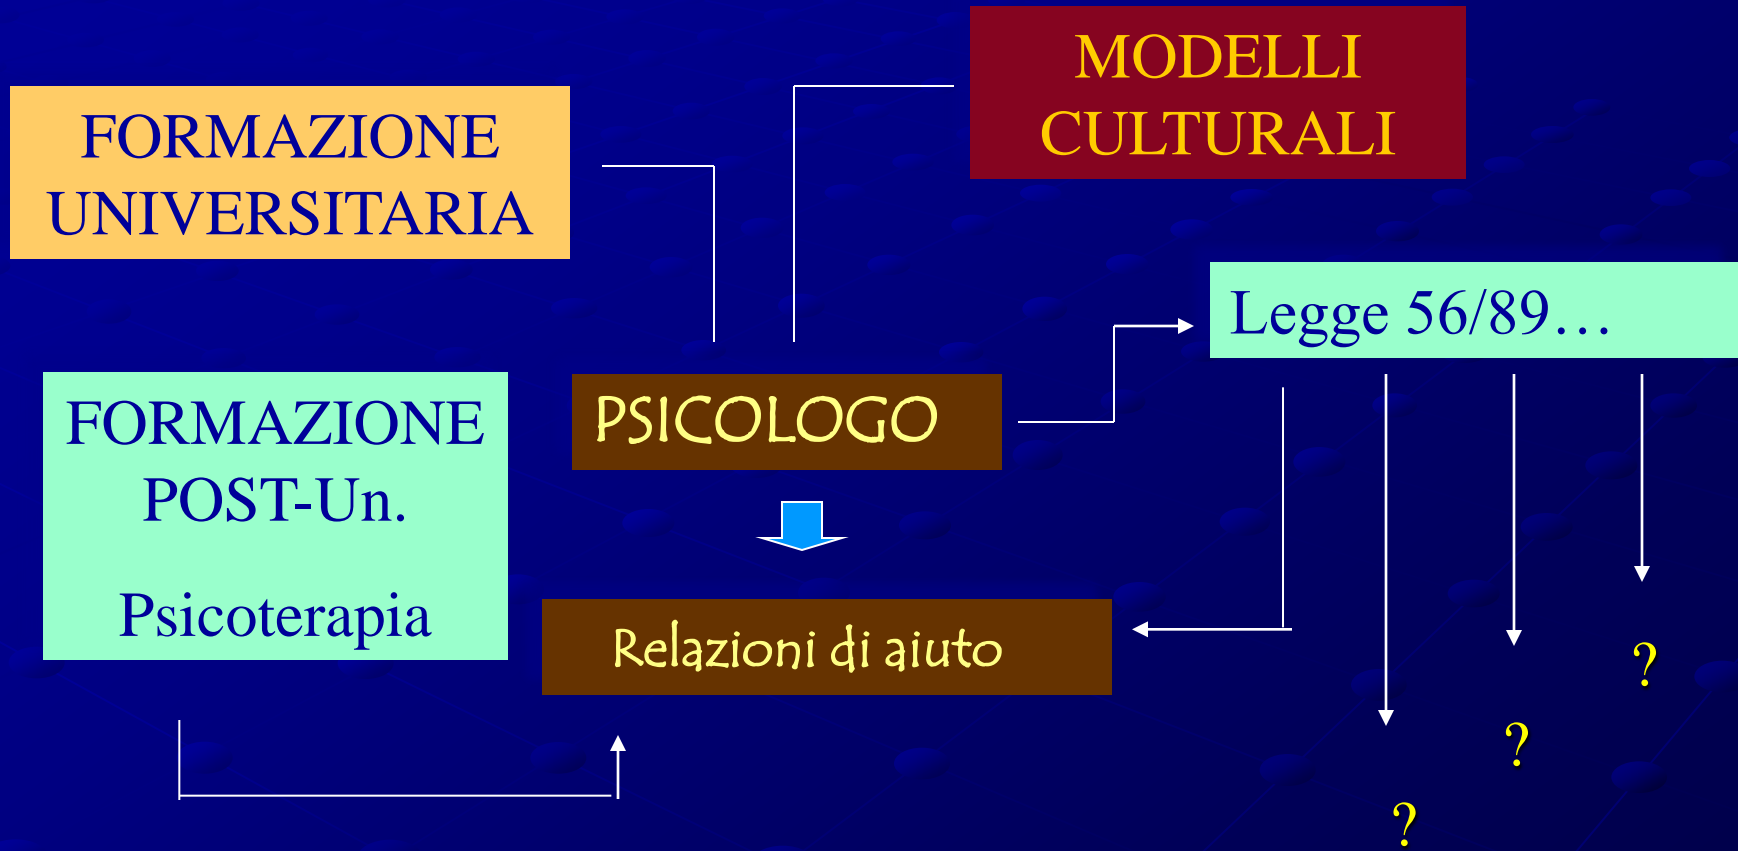 MODELLI
CULTURALI
FORMAZIONE
UNIVERSITARIA
Legge 56/89…
PSICOLOGO
FORMAZIONE
POST-Un.
Psicoterapia
Relazioni di aiuto
?
?
?